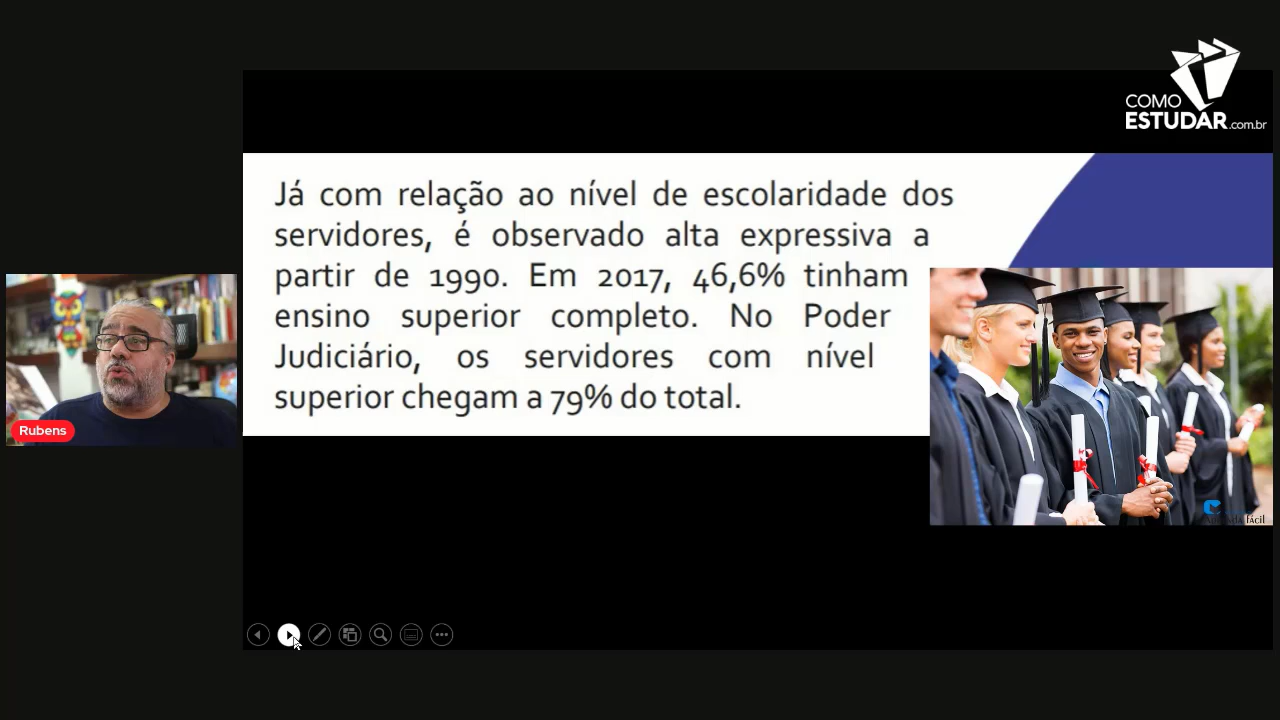 COMO
ESTUDAR.com.br
Já com relação ao nível de escolaridade dos
servidores, é observado alta expressiva a
partir de 1990. Em 2017, 46,6% tinham
ensino superior completo. No Poder
Judiciário, os servidores com nível
superior chegam a 79% do total.
Rubens
fácil